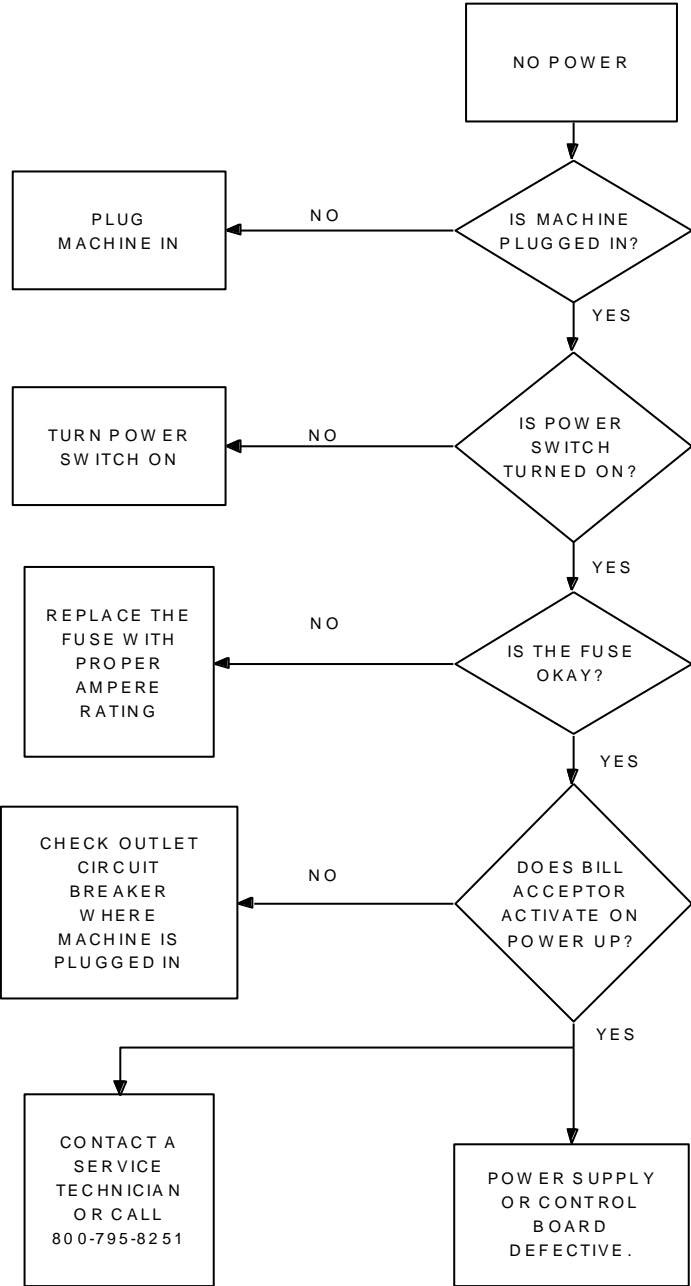 NO POWER
IS MACHINE
PLUGGED IN?
NO
PLUG
MACHINE IN
YES
IS POWER
SWITCH
TURNED ON?
NO
TURN POWER
SWITCH ON
YES
IS THE FUSE
OKAY?
NO
REPLACE THE
FUSE WITH
PROPER
AMPERE
RATING
YES
DOES BILL
ACCEPTOR
ACTIVATE ON
POWER UP?
NO
CHECK OUTLET
CIRCUIT
BREAKER
WHERE
MACHINE IS
PLUGGED IN
YES
CONTACT A
SERVICE
TECHNICIAN
OR CALL
800-795-8251
POWER SUPPLY
OR CONTROL
BOARD
DEFECTIVE.